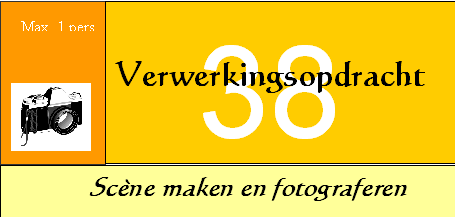 Max 1 pers
38
Verwerkingsopdracht
Scène maken en fotograferen